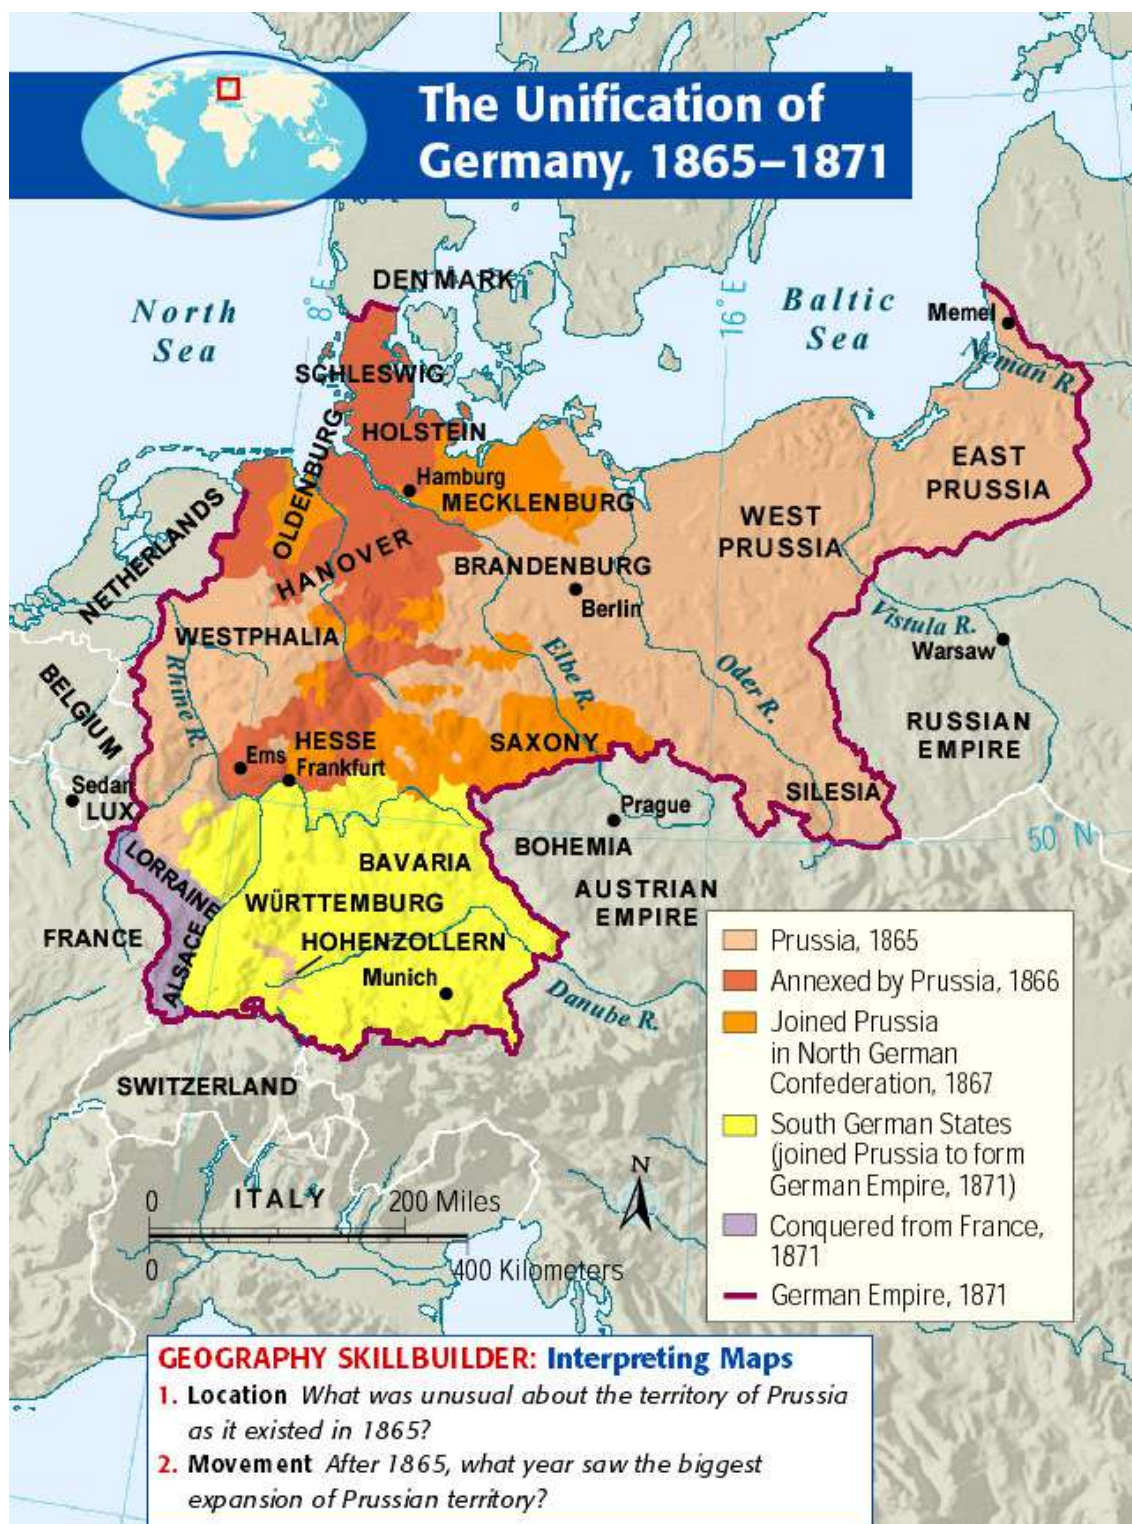 The Unification of
Germany, 1865–1871
DENMARK
North
Sea
8°E
16°E
Baltic
Sea
Memel
Neman R.
SCHLESWIG
HOLSTEIN
OLDENBURG
Hamburg
MECKLENBURG
EAST
PRUSSIA
WEST
PRUSSIA
NETHERLANDS
HANOVER
BRANDENBURG
Berlin
WESTPHALIA
Vistula R.
Warsaw
BELGIUM
Rhine R.
Elbe R.
Oder R.
RUSSIAN
EMPIRE
Ems
HESSE
Frankfurt
SAXONY
Sedan
LUX
SILESIA
Prague
50°N
LORRAINE
BOHEMIA
BAVARIA
AUSTRIAN
EMPIRE
WÜRTTEMBURG
FRANCE
ALSACE
HOHENZOLLERN
Munich
Danube R.
SWITZERLAND
ITALY
0 200 Miles
0 400 Kilometers
N
Prussia, 1865
Annexed by Prussia, 1866
Joined Prussia
in North German
Confederation, 1867
South German States
(joined Prussia to form
German Empire, 1871)
Conquered from France,
1871
German Empire, 1871
GEOGRAPHY SKILLBUILDER: Interpreting Maps
1. Location What was unusual about the territory of Prussia
as it existed in 1865?
2. Movement After 1865, what year saw the biggest
expansion of Prussian territory?